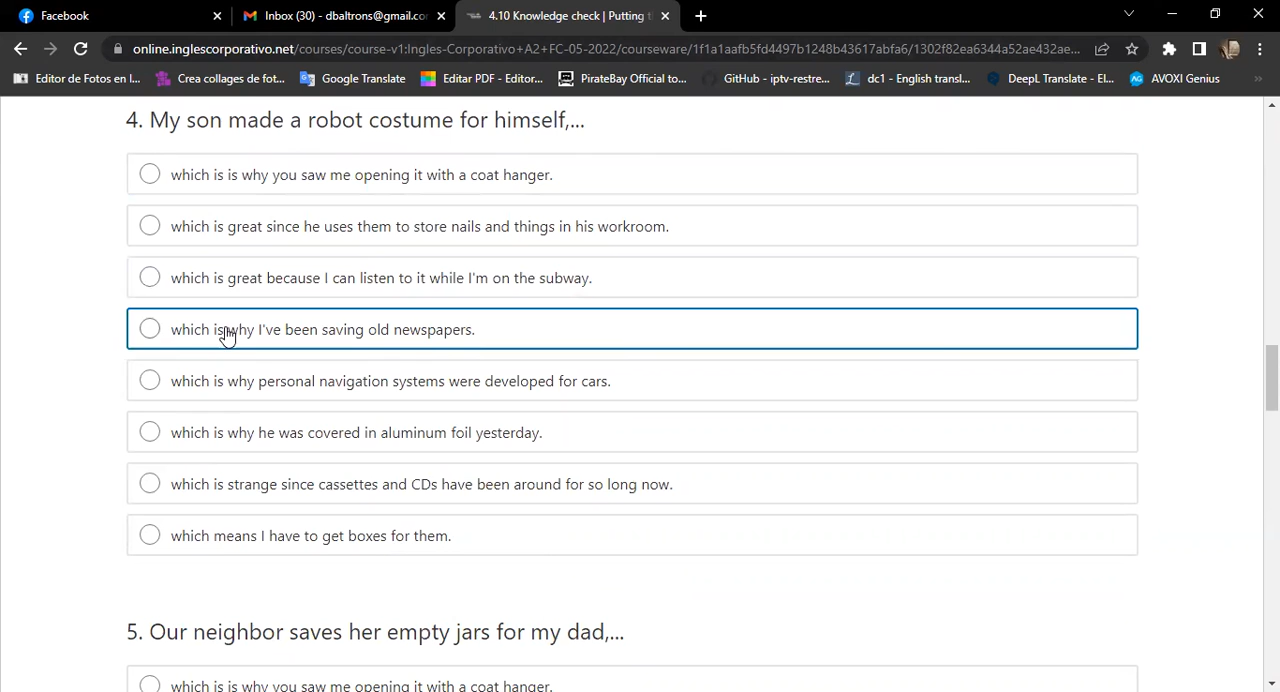 Facebook
Inbox (30) - dbaltrons@gmail.co
4.10 Knowledge check | Putting t
online.inglescorporativo.net/courses/course-v1:Ingles-Corporativo+A2+FC-05-2022/courseware/1f1a1aafb5fd4497b1248b43617abfa6/1302f82ea6344a52ae432ae...
Editor de Fotos en l...
Crea collages de fot...
Google Translate
Editar PDF - Editor...
PirateBay Official to...
GitHub - iptv-restre...
dc1 - English transl...
DeepL Translate - El...
AVOXI Genius
4. My son made a robot costume for himself,...
which is is why you saw me opening it with a coat hanger.
which is great since he uses them to store nails and things in his workroom.
which is great because I can listen to it while I'm on the subway.
which is why I've been saving old newspapers.
which is why personal navigation systems were developed for cars.
which is why he was covered in aluminum foil yesterday.
which is strange since cassettes and CDs have been around for so long now.
which means I have to get boxes for them.
5. Our neighbor saves her empty jars for my dad,...
which is is why you saw me opening it with a coat hanger.